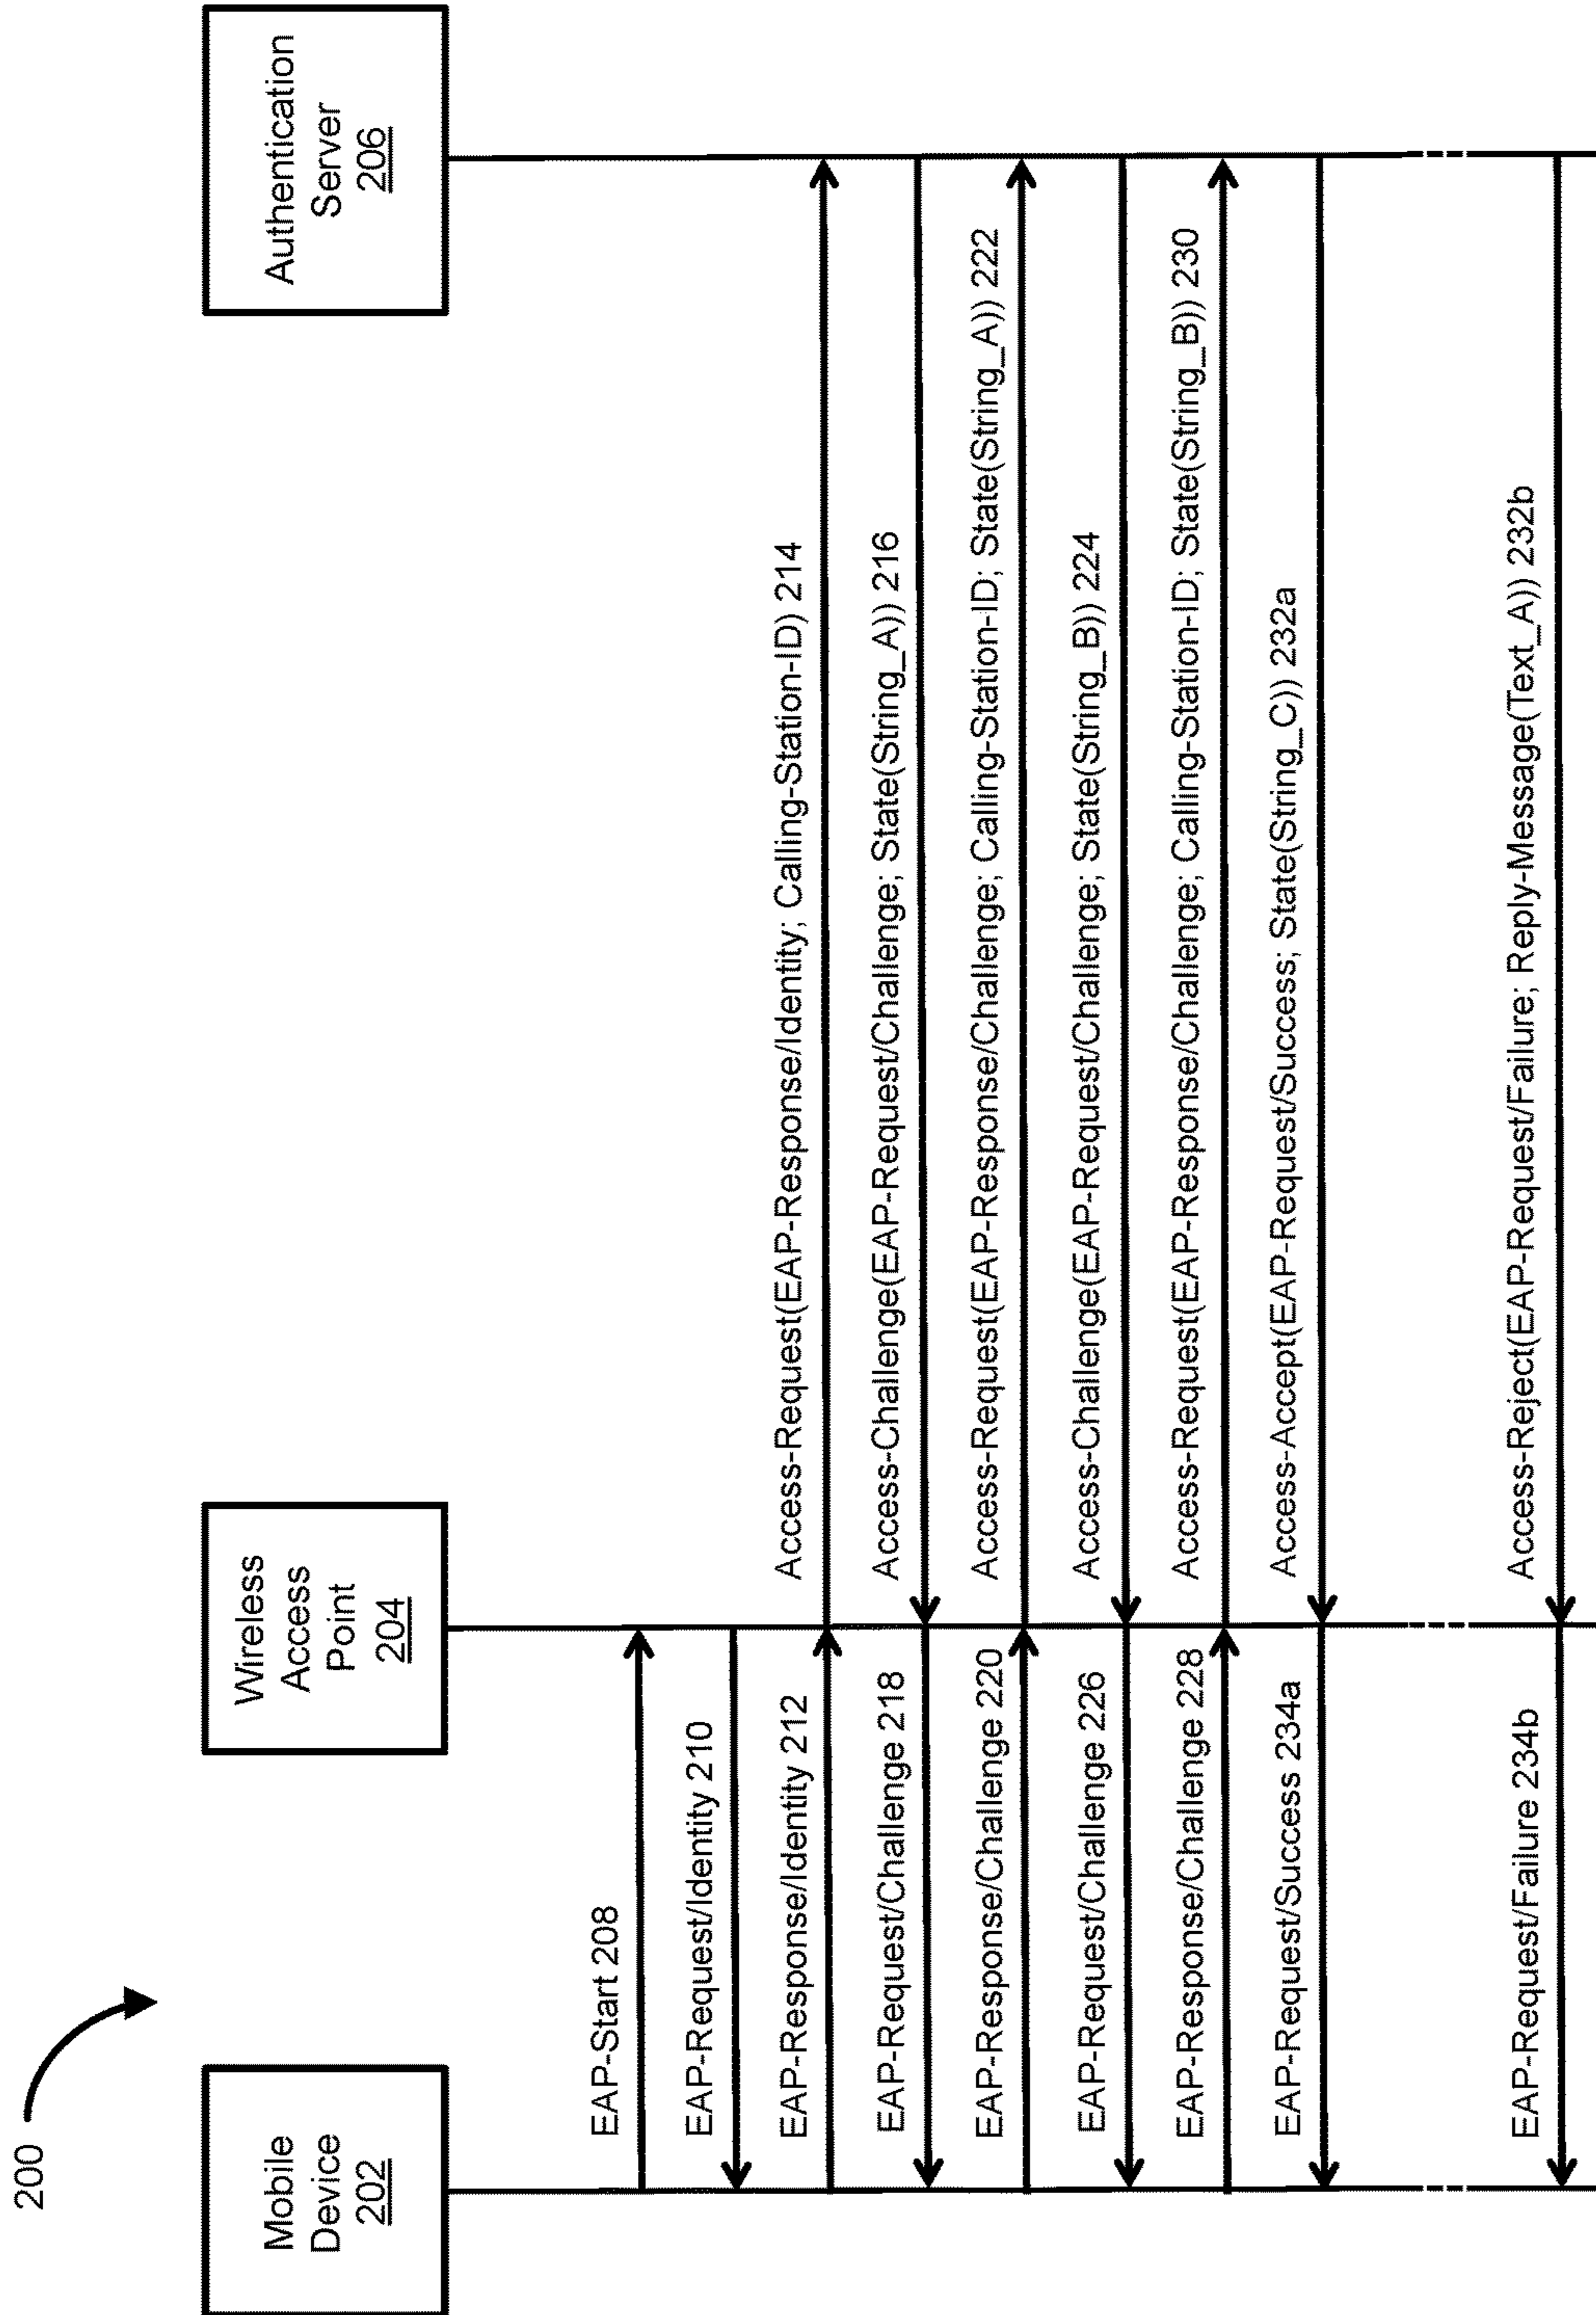 200
Mobile
Device
202
Wireless
Access
Point
204
Authentication
Server
206
EAP-Start 208
EAP-Request/Identity 210
EAP-Response/Identity 212
Access-Request(EAP-Response/Identity; Calling-Station-ID) 214
Access-Challenge(EAP-Request/Challenge; State(String_A)) 216
EAP-Request/Challenge 218
EAP-Response/Challenge 220
Access-Request(EAP-Response/Challenge; Calling-Station-ID; State(String_A)) 222
Access-Challenge(EAP-Request/Challenge; State(String_B)) 224
EAP-Request/Challenge 226
EAP-Response/Challenge 228
Access-Request(EAP-Response/Challenge; Calling-Station-ID; State(String_B)) 230
Access-Accept(EAP-Request/Success; State(String_C)) 232a
EAP-Request/Success 234a
Access-Reject(EAP-Request/Failure; Reply-Message(Text_A)) 232b
EAP-Request/Failure 234b